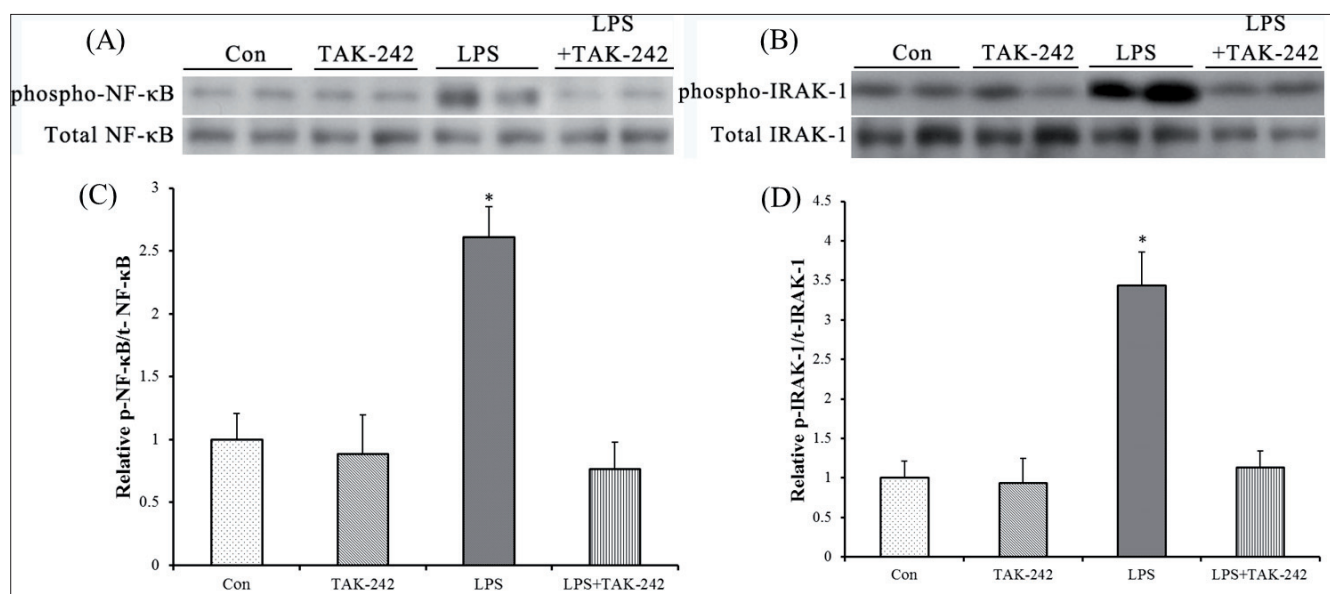 (A)
Con TAK-242 LPS LPS
+TAK-242
phospho-NF-κB
Total NF-κB
(B)
Con TAK-242 LPS LPS
+TAK-242
phospho-IRAK-1
Total IRAK-1
(C)
Relative p-NF-κB/t- NF-κB
3
2.5
2
1.5
1
0.5
0
*
Con TAK-242 LPS LPS+TAK-242
(D)
Relative p-IRAK-1/t-IRAK-1
4.5
4
3.5
3
2.5
2
1.5
1
0.5
0
*
Con TAK-242 LPS LPS+TAK-242